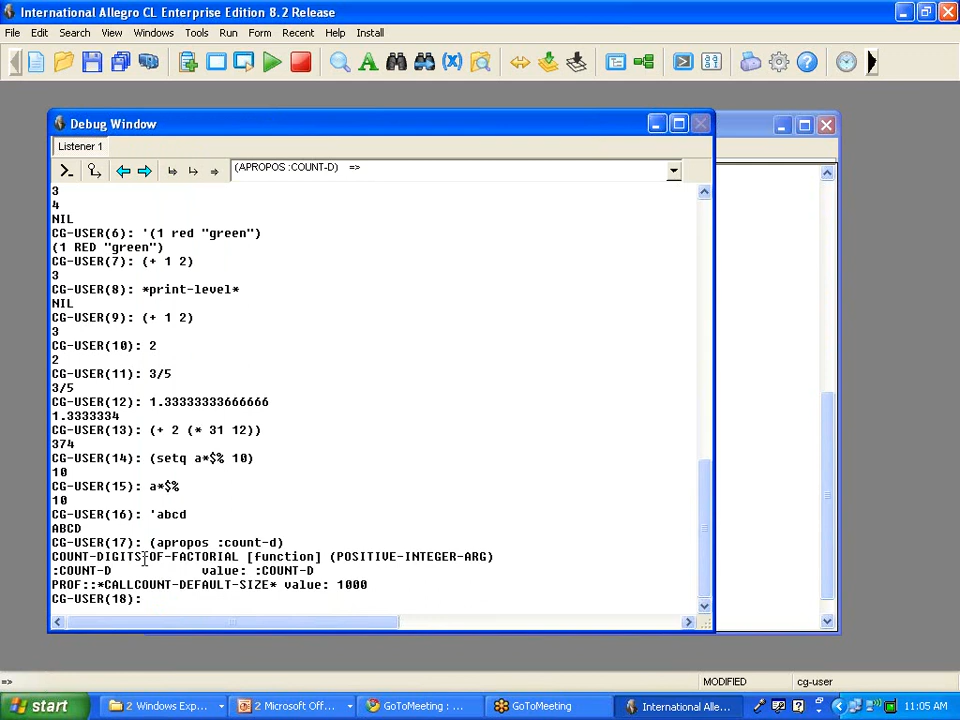 International Allegro CL Enterprise Edition 8.2 Release
File Edit Search View Windows Tools Run Form Recent Help Install
Debug Window
Listener 1
(APROPOS :COUNT-D) =>
3
4
NIL
CG-USER(6): '(1 red "green")
(1 RED "green")
CG-USER(7): (+ 1 2)
3
CG-USER(8): *print-level*
NIL
CG-USER(9): (+ 1 2)
3
CG-USER(10): 2
2
CG-USER(11): 3/5
3/5
CG-USER(12): 1.33333333666666
1.3333334
CG-USER(13): (+ 2 (* 31 12))
374
CG-USER(14): (setq a*$% 10)
10
CG-USER(15): a*$%
10
CG-USER(16): 'abcd
ABCD
CG-USER(17): (apropos :count-d)
COUNT-DIGITS-OF-FACTORIAL [function] (POSITIVE-INTEGER-ARG)
:COUNT-D value: :COUNT-D
PROF::*CALLCOUNT-DEFAULT-SIZE* value: 1000
CG-USER(18):
=> MODIFIED cg-user
start 2 Windows Exp... 2 Microsoft Off... GoToMeeting : ... GoToMeeting International Alle... 11:05 AM